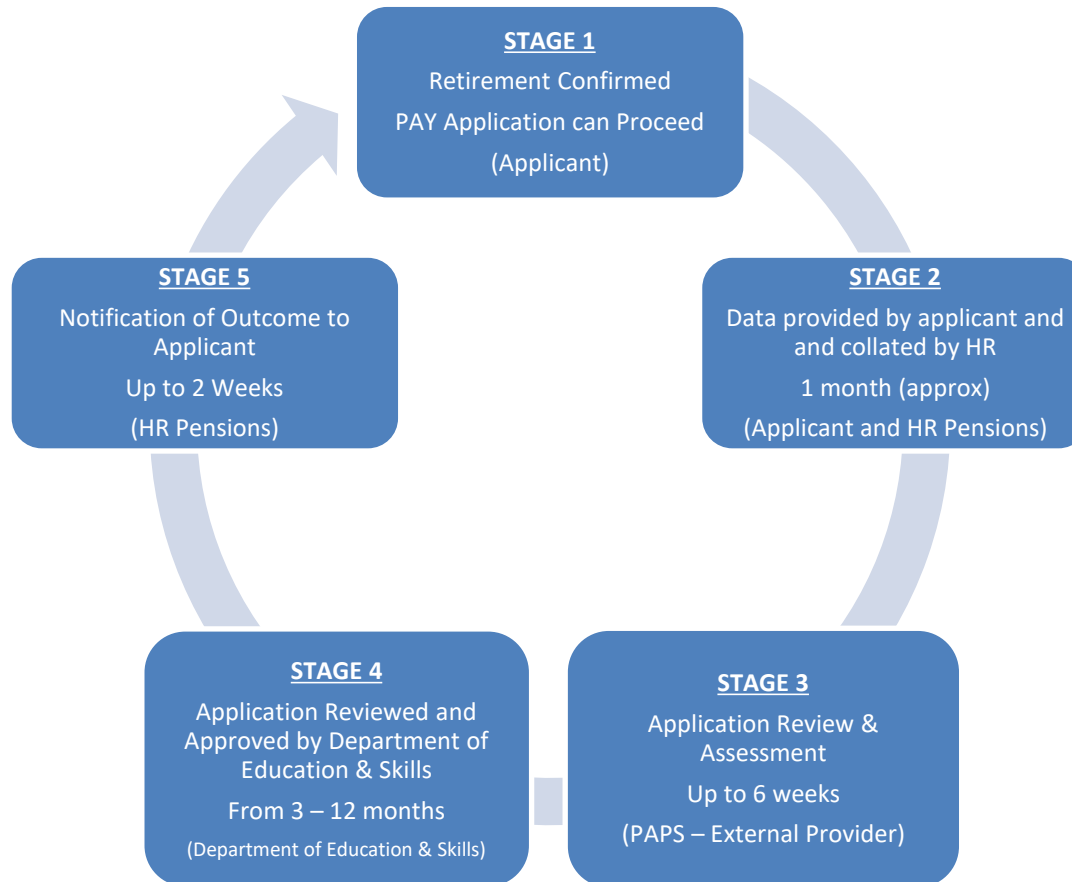 STAGE 1
Retirement Confirmed
PAY Application can Proceed
(Applicant)
STAGE 2
Data provided by applicant and
and collated by HR
1 month (approx)
(Applicant and HR Pensions)
STAGE 3
Application Review &
Assessment
Up to 6 weeks
(PAPS – External Provider)
STAGE 4
Application Reviewed and
Approved by Department of
Education & Skills
From 3 – 12 months
(Department of Education & Skills)
STAGE 5
Notification of Outcome to
Applicant
Up to 2 Weeks
(HR Pensions)